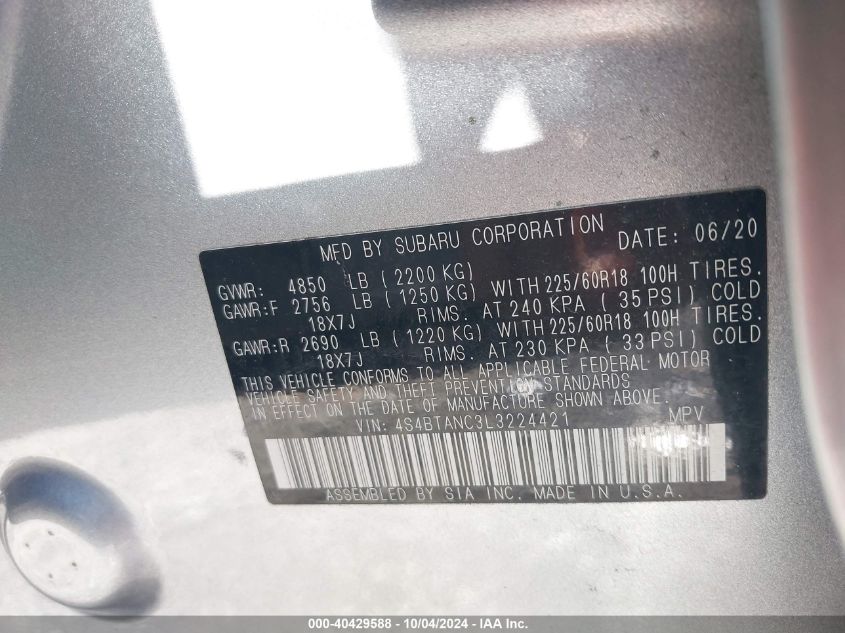 MFD BY SUBARU CORPORATION DATE: 06/20
GVWR: 4850 LB (2200 KG)
GAWR:F 2756 LB (1250 KG) WITH 225/60R18 100H TIRES.
18X7J RIMS. AT 240 KPA (35 PSI) COLD
GAWR:R 2690 LB (1220 KG) WITH 225/60R18 100H TIRES.
18X7J RIMS. AT 230 KPA (33 PSI) COLD
THIS VEHICLE CONFORMS TO ALL APPLICABLE FEDERAL MOTOR
VEHICLE SAFETY AND THEFT PREVENTION STANDARDS
IN EFFECT ON THE DATE OF MANUFACTURE SHOWN ABOVE.
VIN: 4S4BTANC3L3224421 MPV
ASSEMBLED BY SIA INC. MADE IN U.S.A.
000-40429588 - 10/04/2024 - IAA Inc.